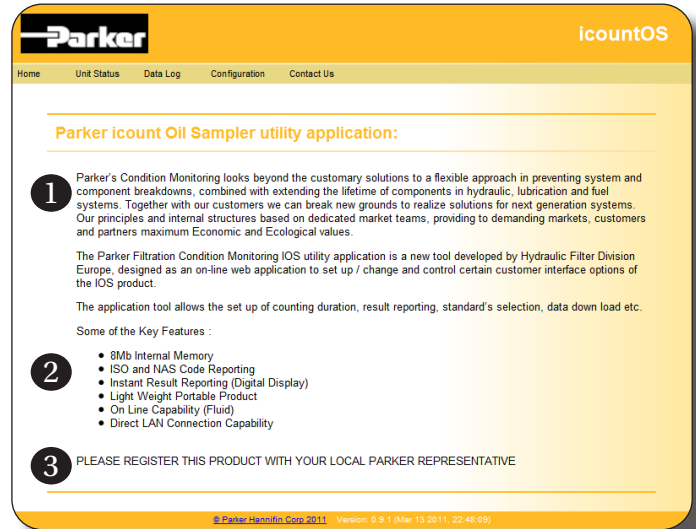 Parker
icountOS
Home Unit Status Data Log Configuration Contact Us
Parker icount Oil Sampler utility application:
1
Parker's Condition Monitoring looks beyond the customary solutions to a flexible approach in preventing system and
component breakdowns, combined with extending the lifetime of components in hydraulic, lubrication and fuel
systems. Together with our customers we can break new grounds to realize solutions for next generation systems.
Our principles and internal structures based on dedicated market teams, providing to demanding markets, customers
and partners maximum Economic and Ecological values.
The Parker Filtration Condition Monitoring IOS utility application is a new tool developed by Hydraulic Filter Division
Europe, designed as an on-line web application to set up / change and control certain customer interface options of
the IOS product.
The application tool allows the set up of counting duration, result reporting, standard's selection, data down load etc.
Some of the Key Features :
2
● 8Mb Internal Memory
● ISO and NAS Code Reporting
● Instant Result Reporting (Digital Display)
● Light Weight Portable Product
● On Line Capability (Fluid)
● Direct LAN Connection Capability
3
PLEASE REGISTER THIS PRODUCT WITH YOUR LOCAL PARKER REPRESENTATIVE
© Parker Hannifin Corp 2011 Version: 0.9.1 (Mar 13 2011, 22:48:09)